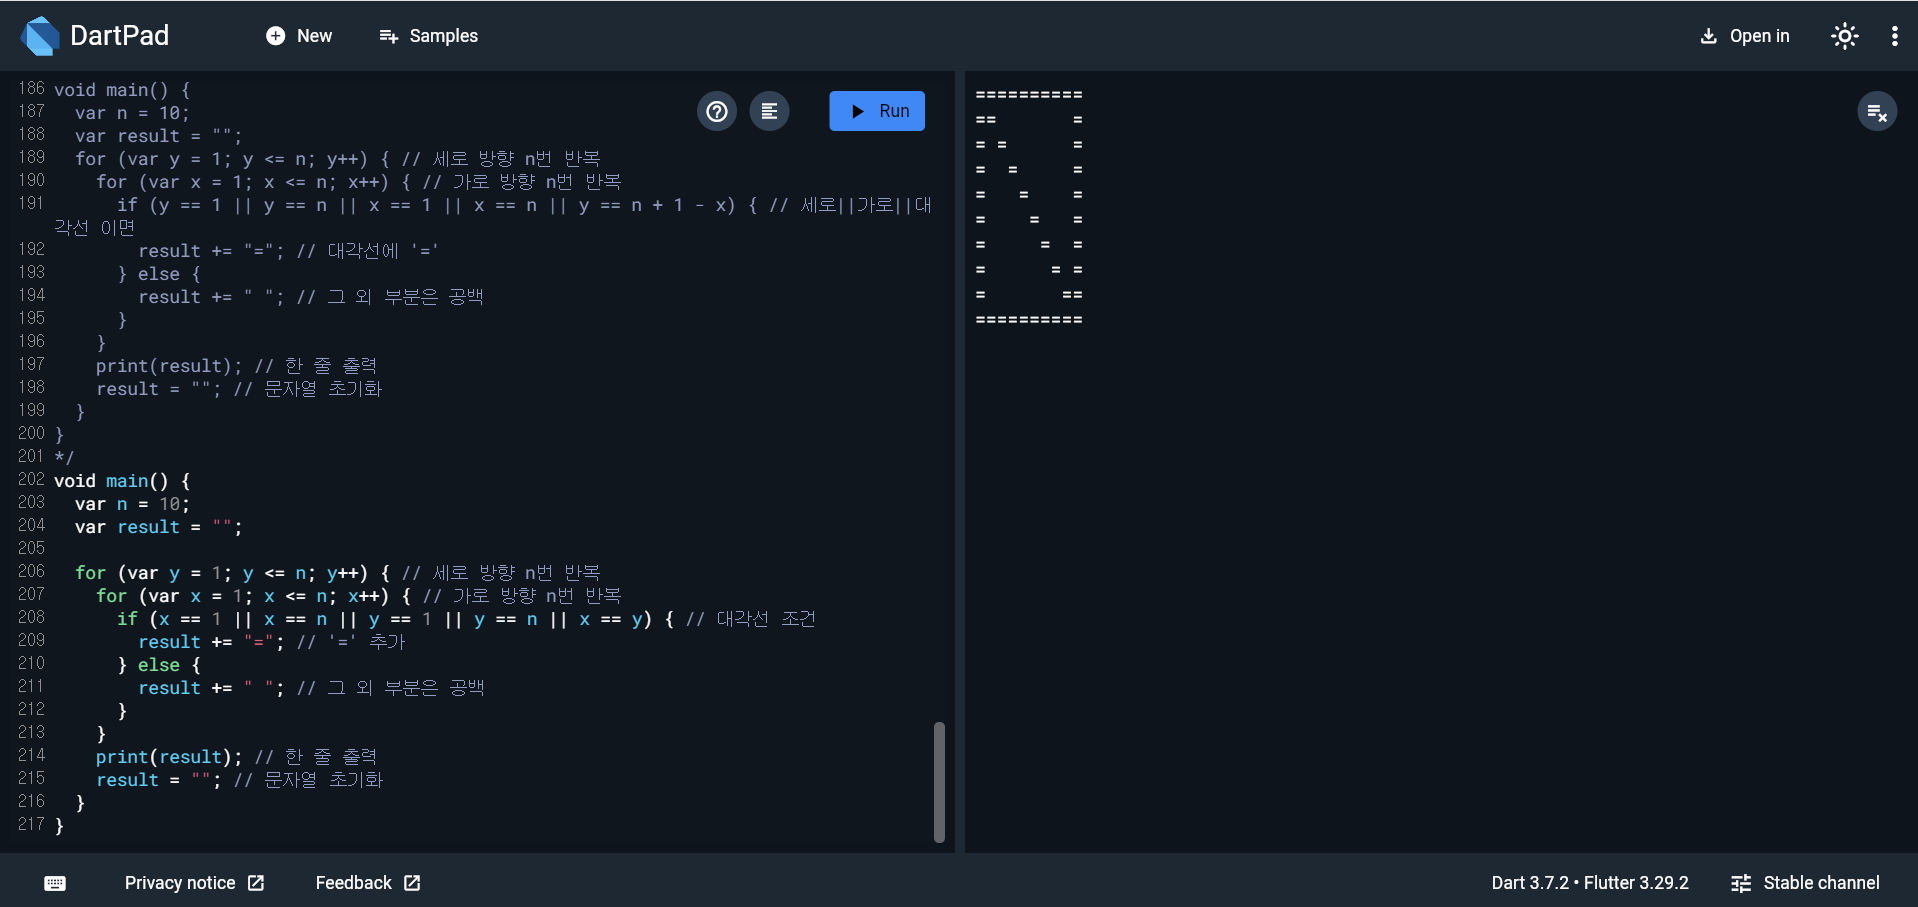 DartPad
New
Samples
Open in
186 void main() {
187   var n = 10;
188   var result = "";
189   for (var y = 1; y <= n; y++) { // 세로 방향 n번 반복
190     for (var x = 1; x <= n; x++) { // 가로 방향 n번 반복
191       if (y == 1 || y == n || x == 1 || x == n || y == n + 1 - x) { // 세로||가로||대
각선 이면
192         result += "="; // 대각선에 '='
193       } else {
194         result += " "; // 그 외 부분은 공백
195       }
196     }
197     print(result); // 한 줄 출력
198     result = ""; // 문자열 초기화
199   }
200 }
201 */
202 void main() {
203   var n = 10;
204   var result = "";
205
206   for (var y = 1; y <= n; y++) { // 세로 방향 n번 반복
207     for (var x = 1; x <= n; x++) { // 가로 방향 n번 반복
208       if (x == 1 || x == n || y == 1 || y == n || x == y) { // 대각선 조건
209         result += "="; // '=' 추가
210       } else {
211         result += " "; // 그 외 부분은 공백
212       }
213     }
214     print(result); // 한 줄 출력
215     result = ""; // 문자열 초기화
216   }
217 }
Run
==========
==       =
= =      =
=  =     =
=   =    =
=    =   =
=     =  =
=      = =
=       ==
==========
Privacy notice
Feedback
Dart 3.7.2 • Flutter 3.29.2
Stable channel